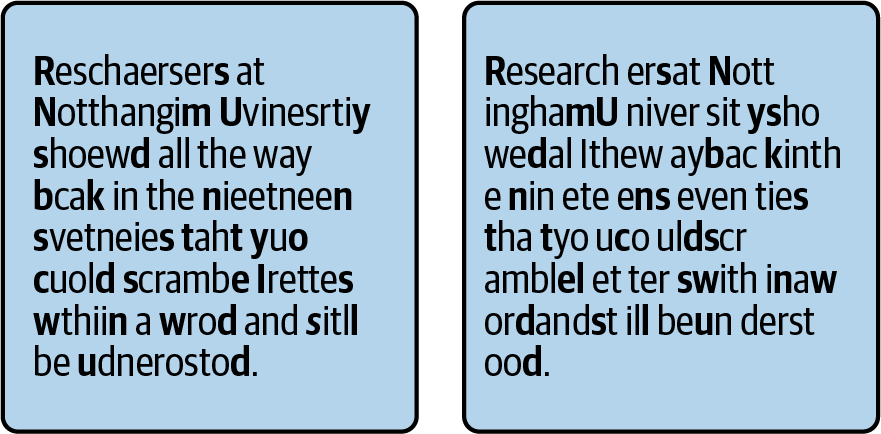 Reschaersers at
Notthangim Uvinesrtiy
shoewd all the way
bcak in the nieetneen
svetneies taht yuo
cuold scrambe lrettes
wthiin a wrod and sitll
be udnerostod.
Research ersat Nott
inghamU niver sit ysho
wedal lthew aybac kinth
e nin ete ens even ties
tha tyo uco uldscr
amblel et ter swith inaw
ordandst ill beun derst
ood.